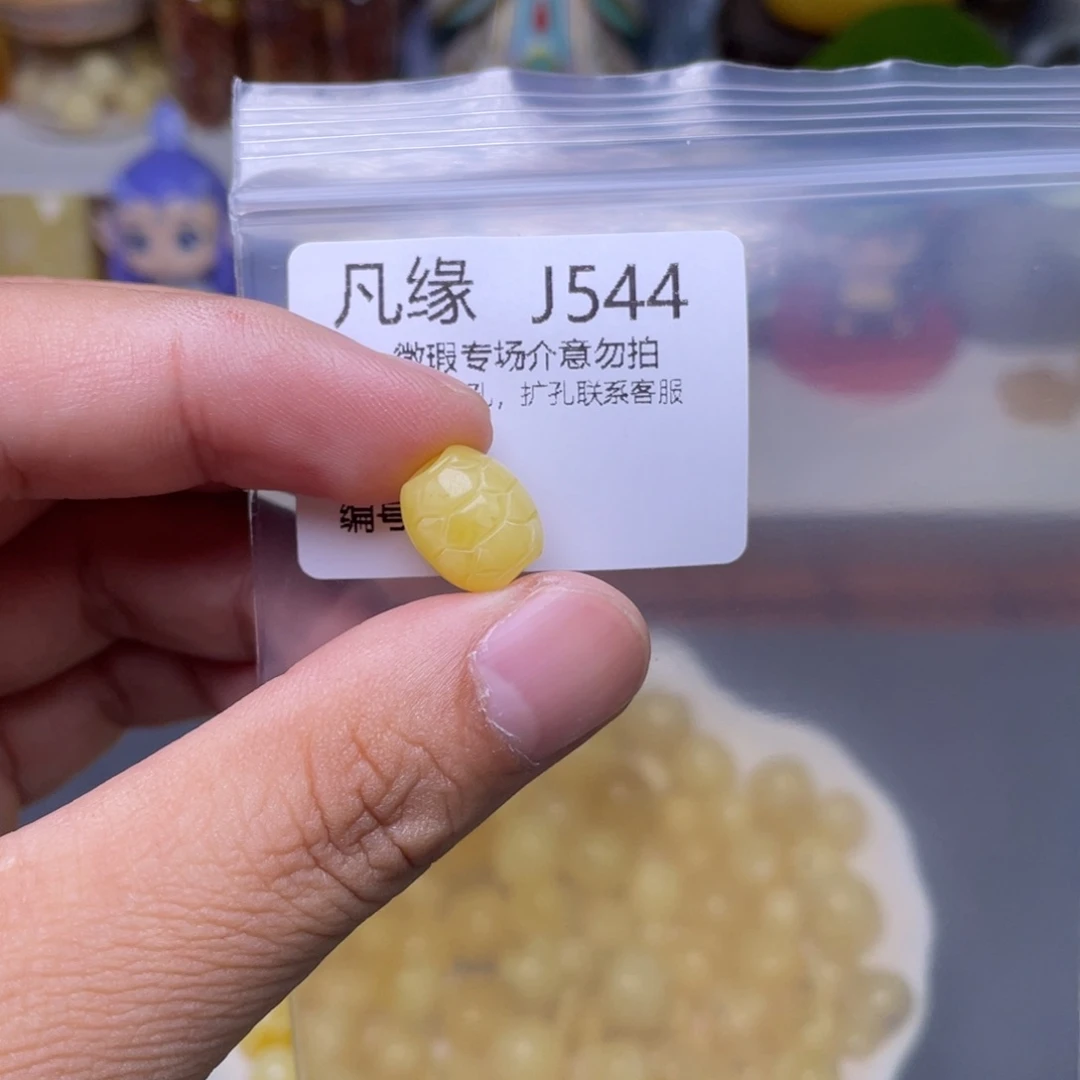 凡缘 J544
微瑕专场介意勿拍
孔，扩孔联系客服
编号